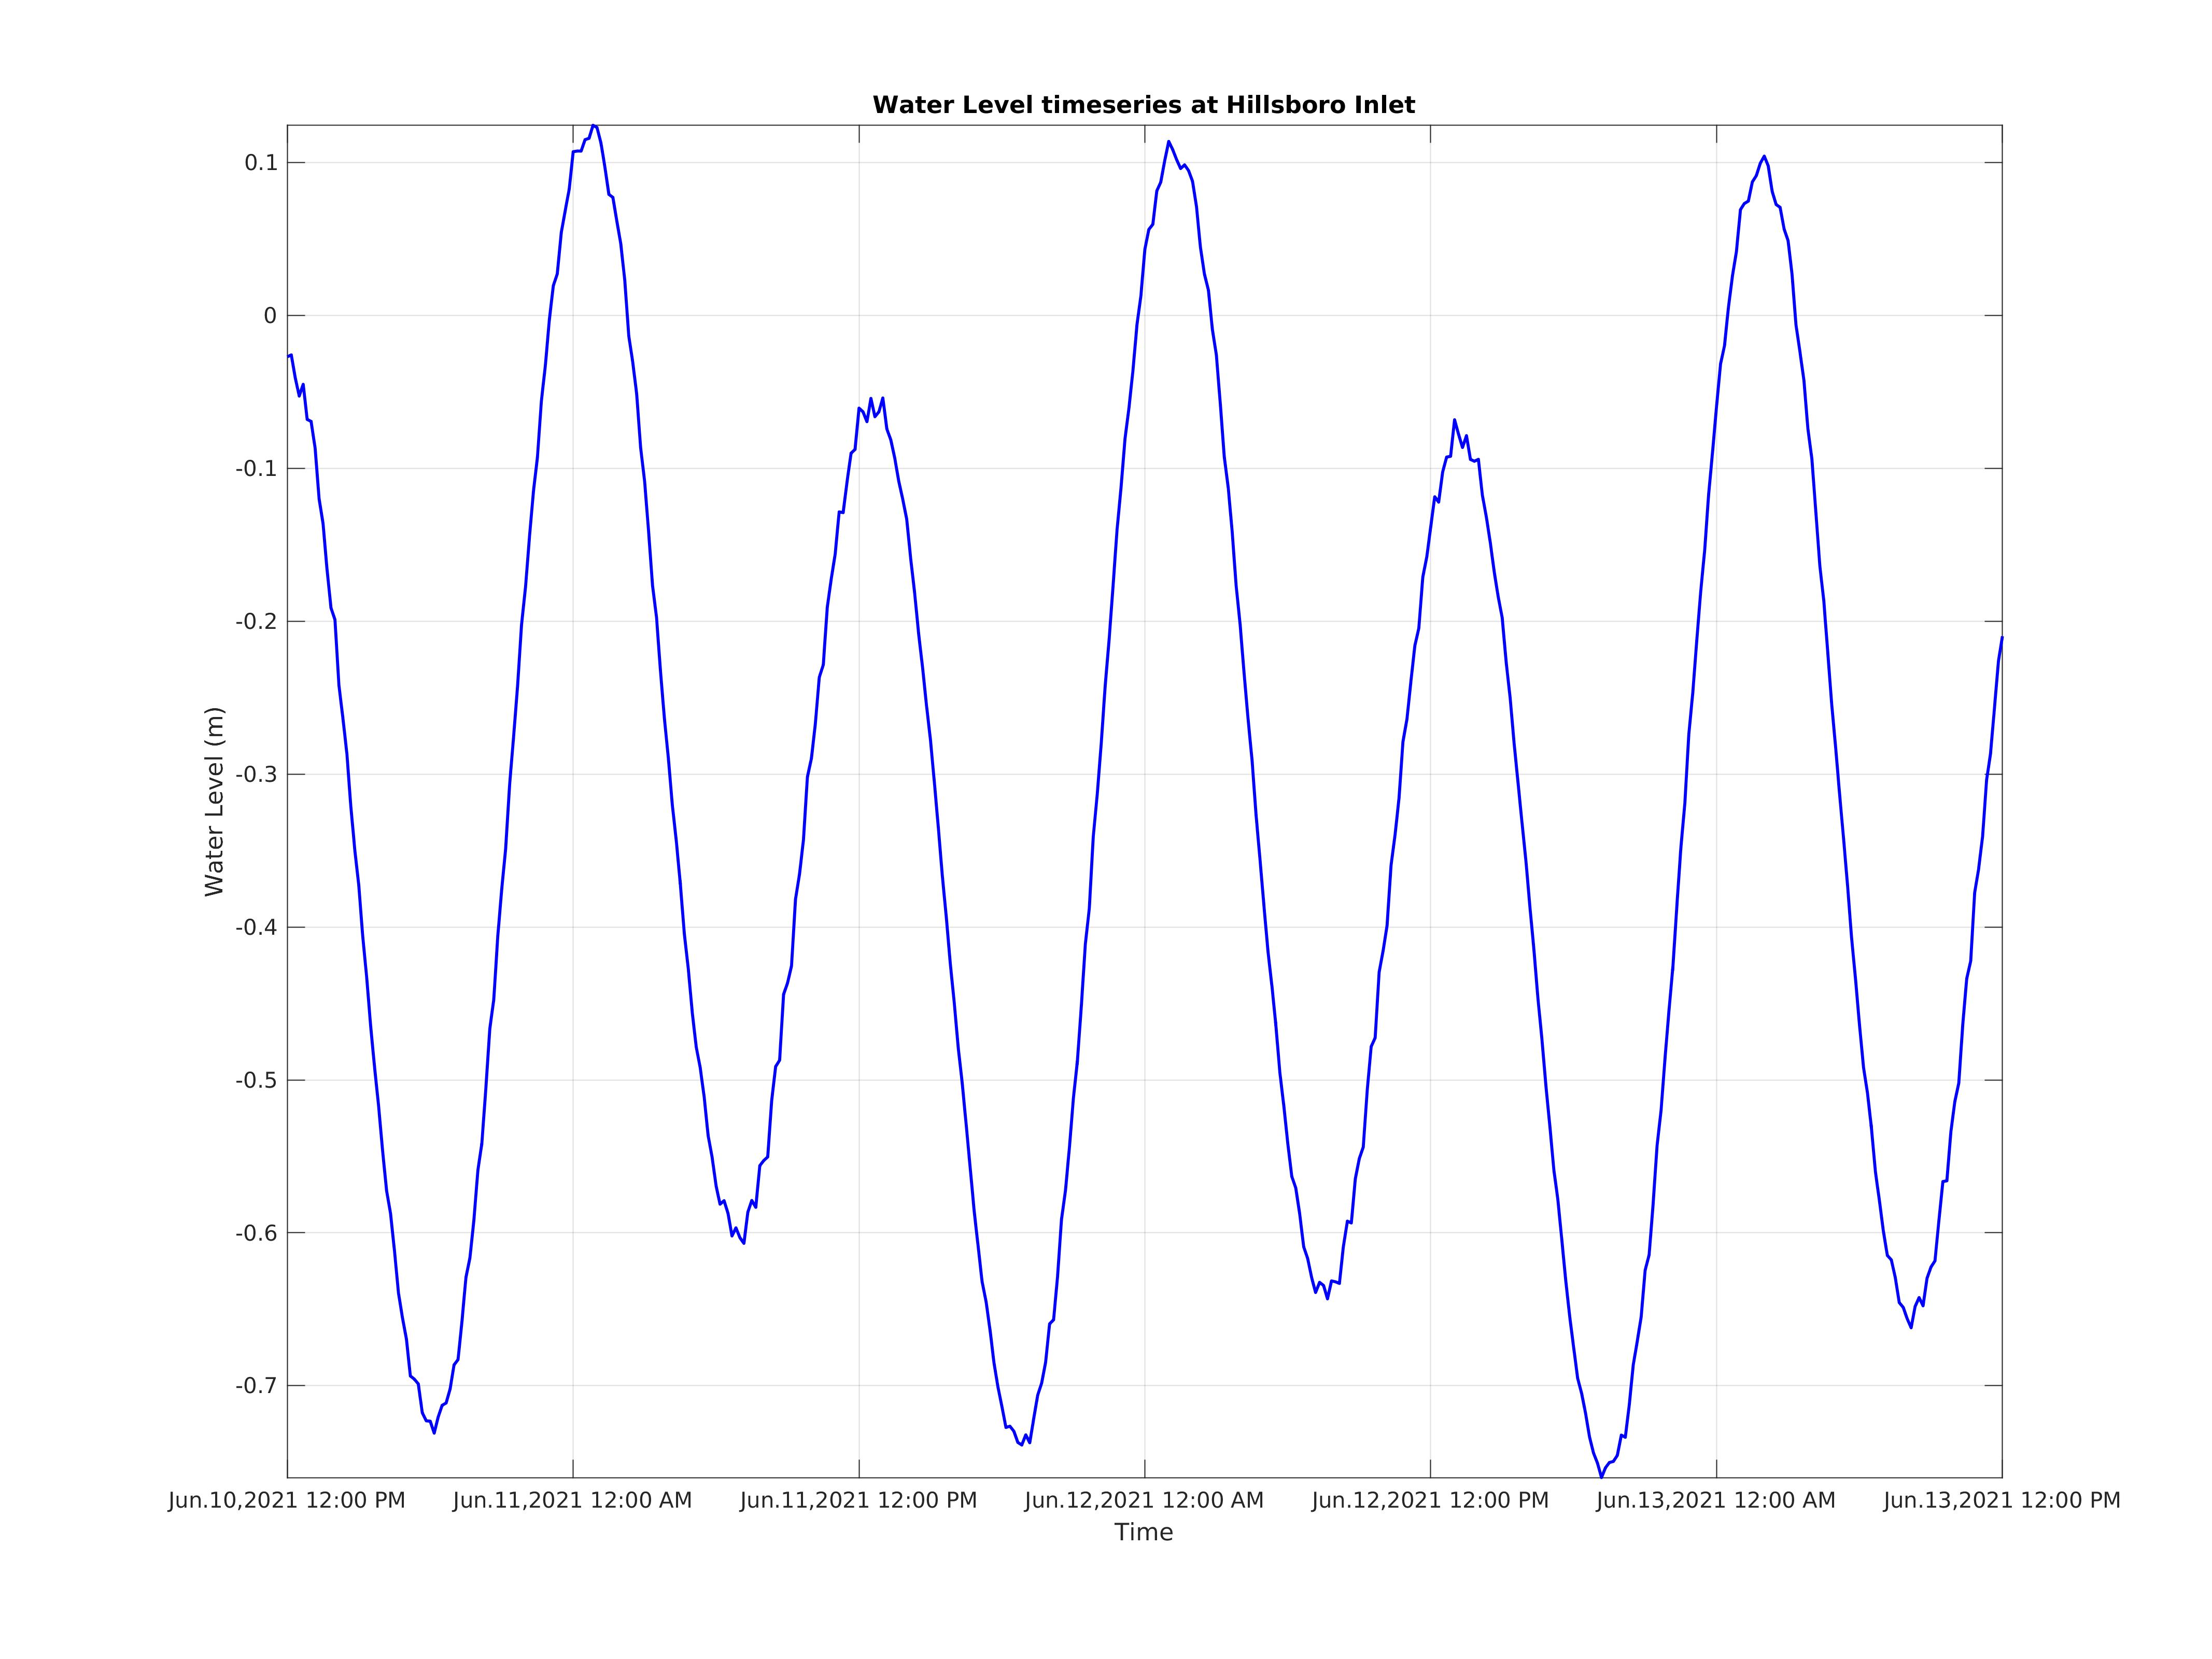 Water Level timeseries at Hillsboro Inlet
0.1
0
-0.1
-0.2
-0.3
-0.4
-0.5
-0.6
-0.7
Water Level (m)
Jun.10,2021 12:00 PM
Jun.11,2021 12:00 AM
Jun.11,2021 12:00 PM
Jun.12,2021 12:00 AM
Jun.12,2021 12:00 PM
Jun.13,2021 12:00 AM
Jun.13,2021 12:00 PM
Time